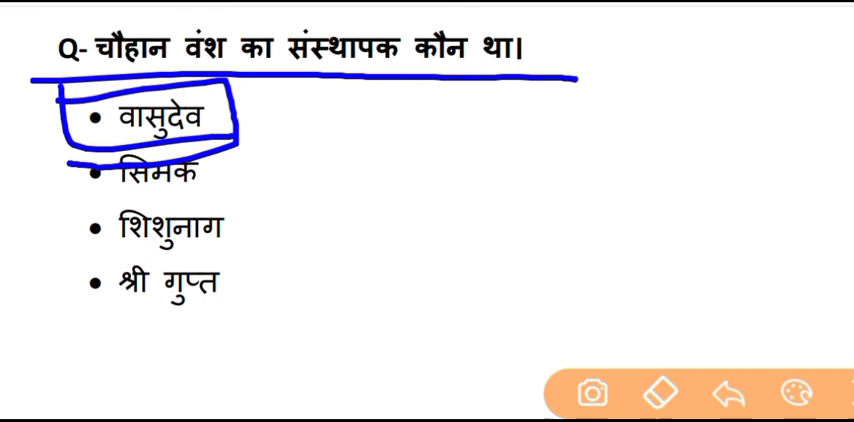 Q- चौहान वंश का संस्थापक कौन था।
• वासुदेव
• सिमक
• शिशुनाग
• श्री गुप्त